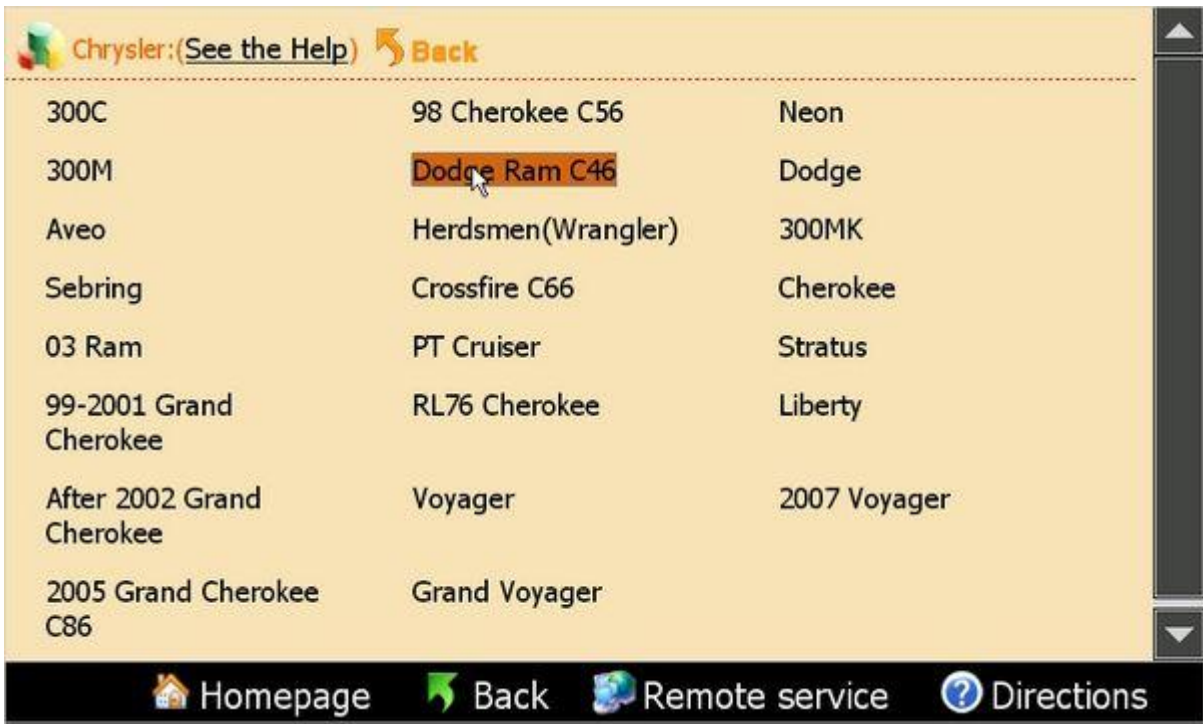 Chrysler:(See the Help) Back
300C 98 Cherokee C56 Neon
300M Dodge Ram C46 Dodge
Aveo Herdsmen(Wrangler) 300MK
Sebring Crossfire C66 Cherokee
03 Ram PT Cruiser Stratus
99-2001 Grand RL76 Cherokee Liberty
Cherokee
After 2002 Grand Voyager 2007 Voyager
Cherokee
2005 Grand Cherokee Grand Voyager
C86
Homepage Back Remote service Directions